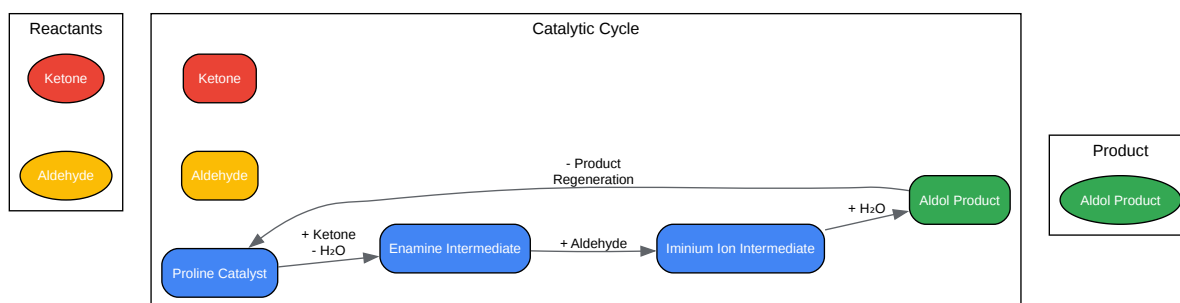 Reactants
Ketone
Aldehyde
Catalytic Cycle
Ketone
Aldehyde
- Product
Regeneration
Proline Catalyst
+ Ketone
- H₂O
Enamine Intermediate
+ Aldehyde
Iminium Ion Intermediate
+ H₂O
Aldol Product
Product
Aldol Product